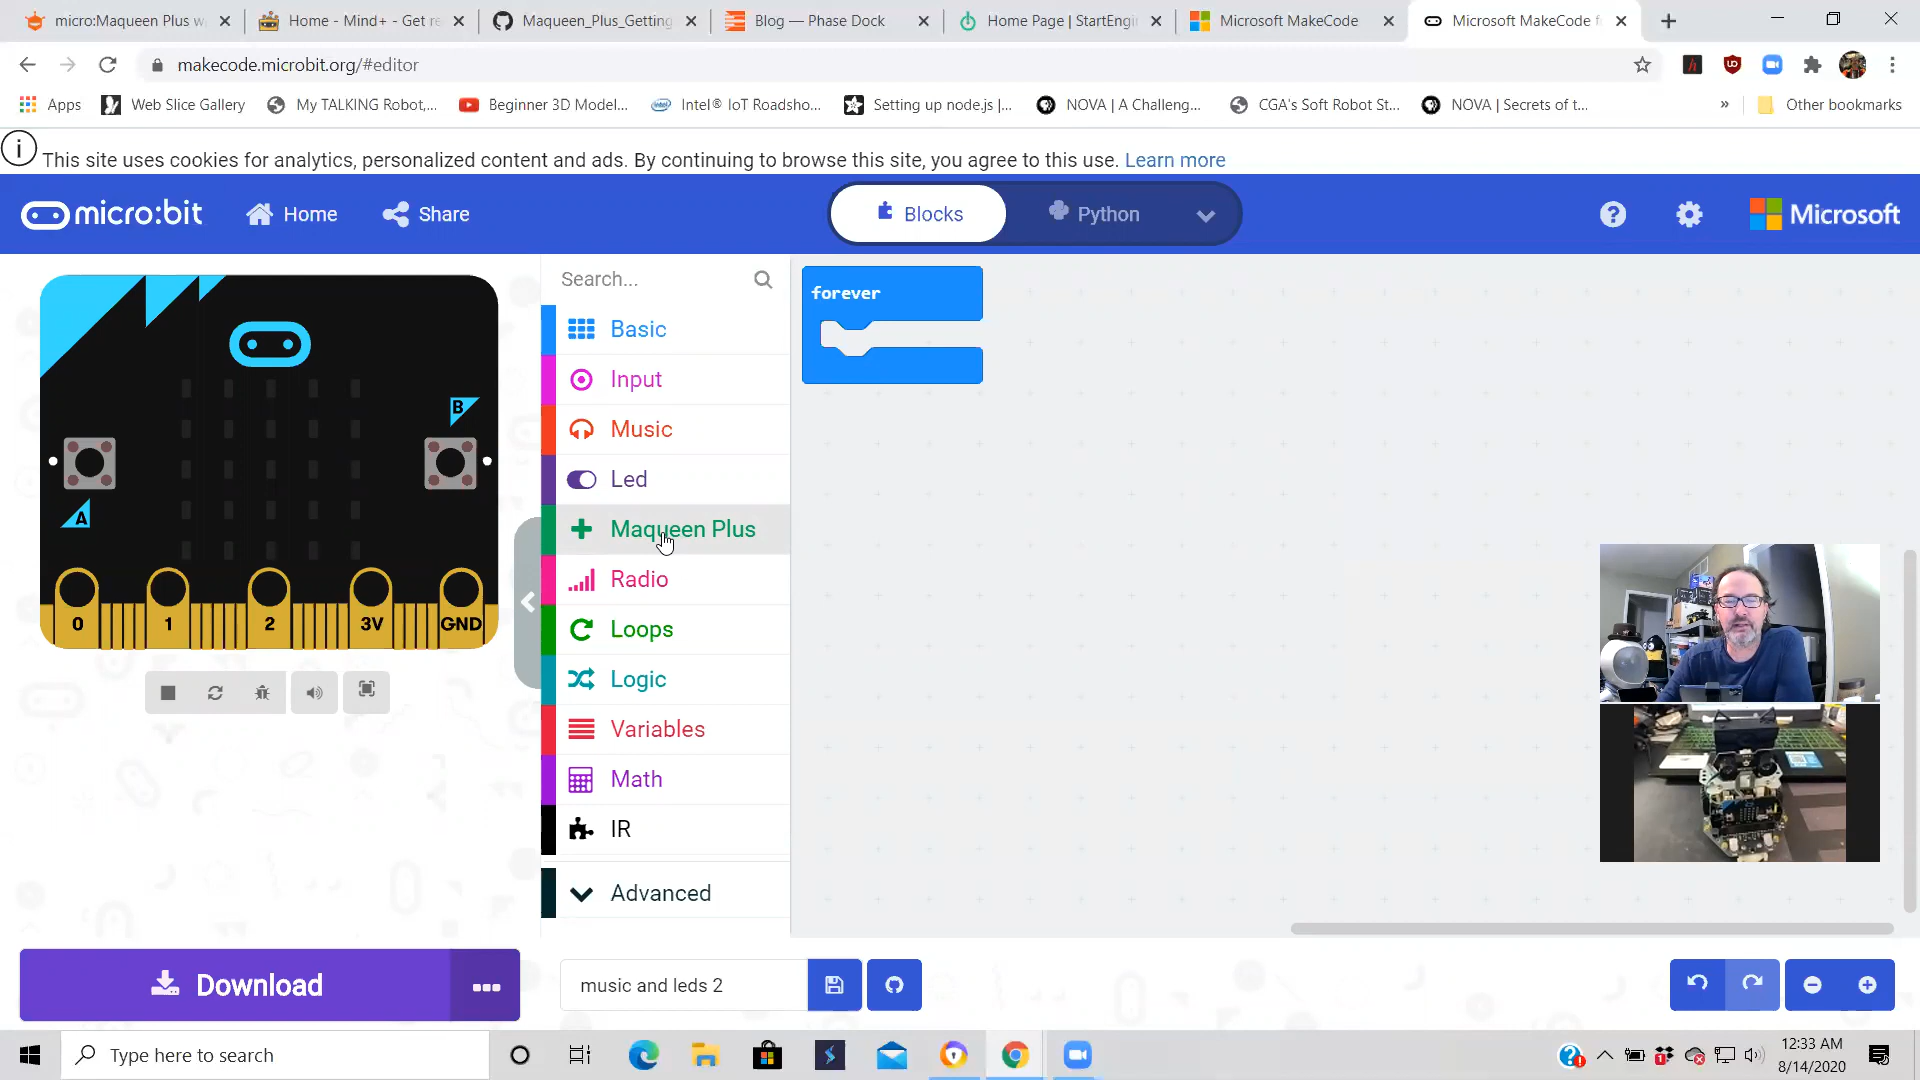 micro:Maqueen Plus w
Home - Mind+ - Get re
Maqueen_Plus_Getting
Blog — Phase Dock
Home Page | StartEngi
Microsoft MakeCode
Microsoft MakeCode f
makecode.microbit.org/#editor
Apps
Web Slice Gallery
My TALKING Robot,...
Beginner 3D Model...
Intel® IoT Roadsho...
Setting up node.js |...
NOVA | A Challeng...
CGA's Soft Robot St...
NOVA | Secrets of t...
»
Other bookmarks
This site uses cookies for analytics, personalized content and ads. By continuing to browse this site, you agree to this use. Learn more
micro:bit
Home
Share
Blocks
Python
Microsoft
Search...
Basic
Input
Music
Led
Maqueen Plus
Radio
Loops
Logic
Variables
Math
IR
Advanced
forever
B
A
0
1
2
3V
GND
Download
music and leds 2
Type here to search
12:33 AM
8/14/2020